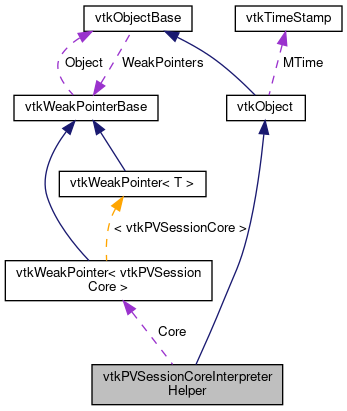 vtkObjectBase
vtkTimeStamp
Object
WeakPointers
MTime
vtkWeakPointerBase
vtkObject
vtkWeakPointer< T >
< vtkPVSessionCore >
vtkWeakPointer< vtkPVSession
Core >
Core
vtkPVSessionCoreInterpreter
Helper